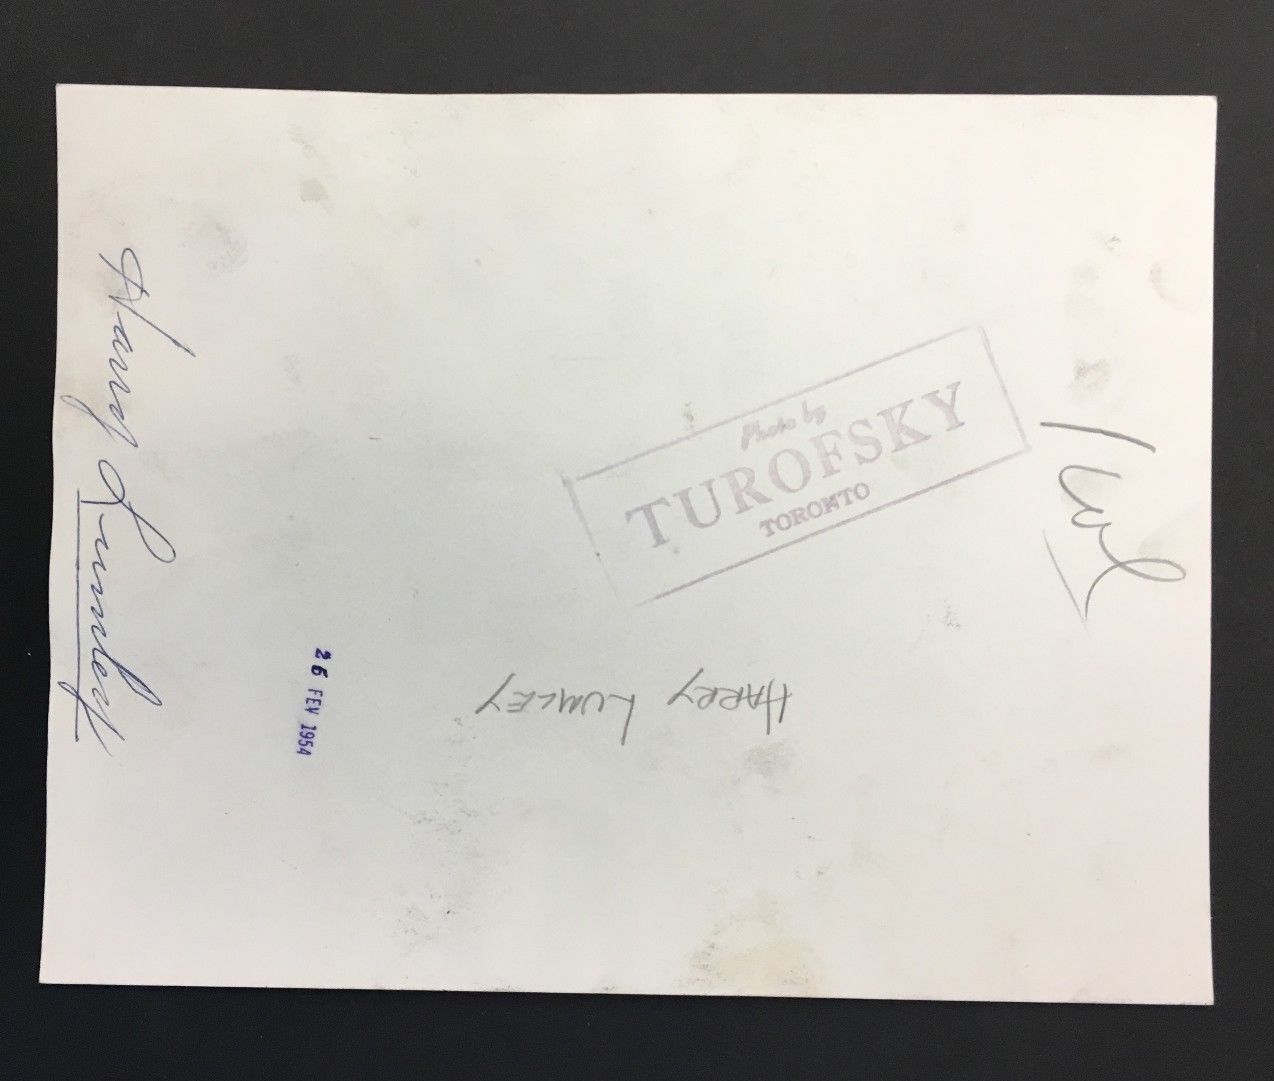 Harry Lumley
Photo by
TUROFSKY
TORONTO
26 FEV 1954
HARRY LUMLEY